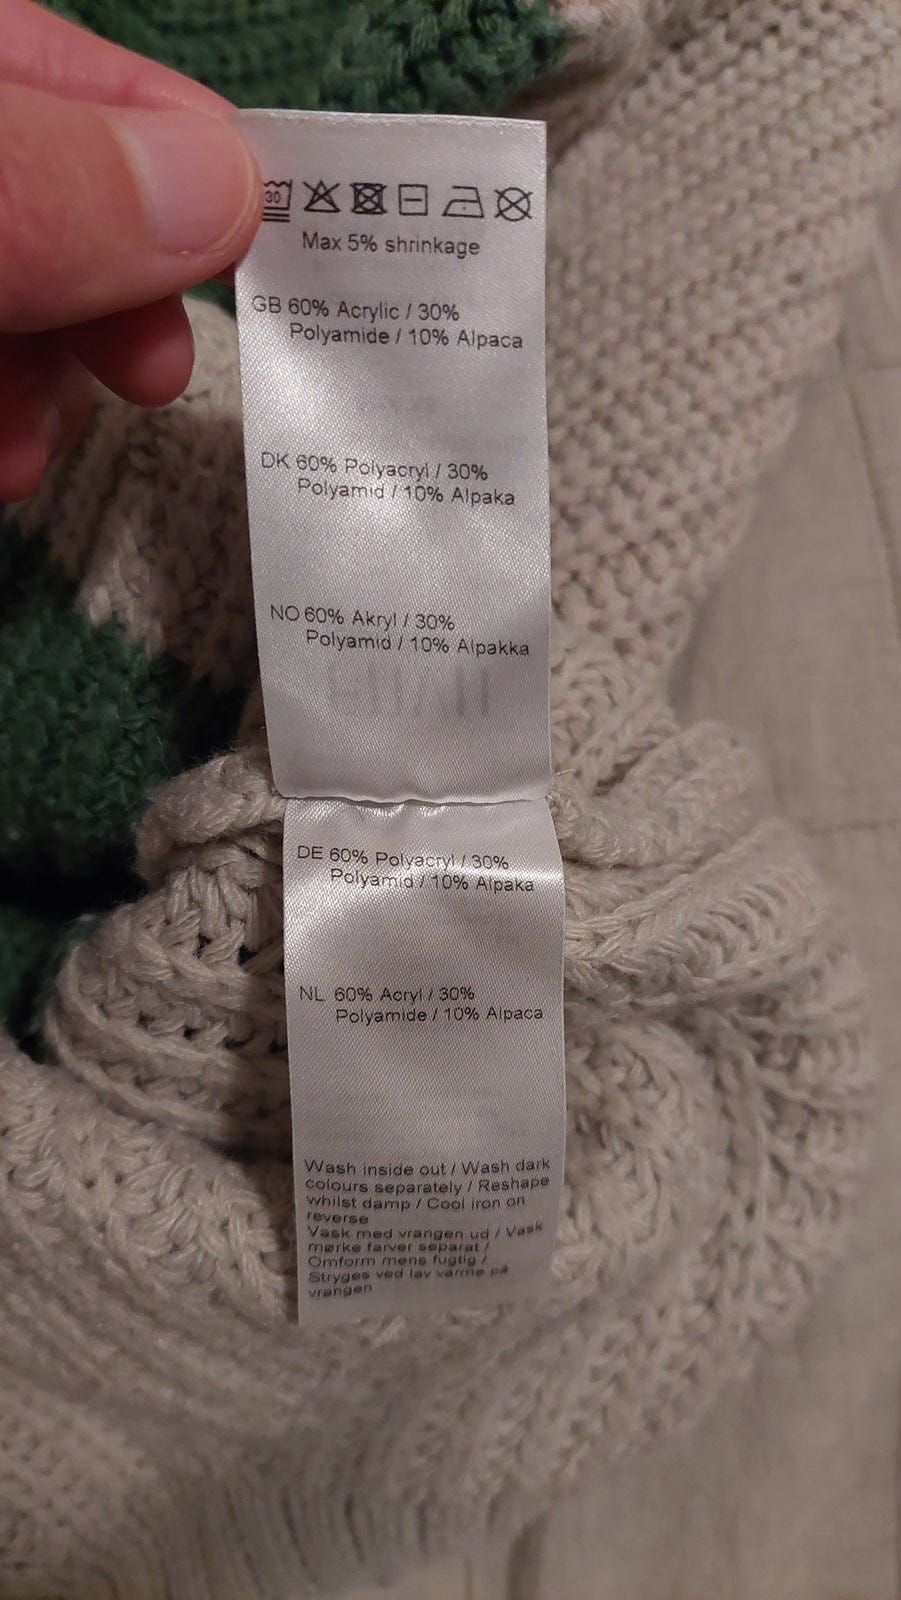 30
Max 5% shrinkage
GB 60% Acrylic / 30%
Polyamide / 10% Alpaca
DK 60% Polyacryl / 30%
Polyamid / 10% Alpaka
NO 60% Akryl / 30%
Polyamid / 10% Alpakka
DE 60% Polyacryl / 30%
Polyamid / 10% Alpaka
NL 60% Acryl / 30%
Polyamide / 10% Alpaca
Wash inside out / Wash dark
colours separately / Reshape
whilst damp / Cool iron on
reverse
Vask med vrangen ud / Vask
mørke farver separat /
Omform mens fugtig /
Stryges ved lav varme på
vrangen